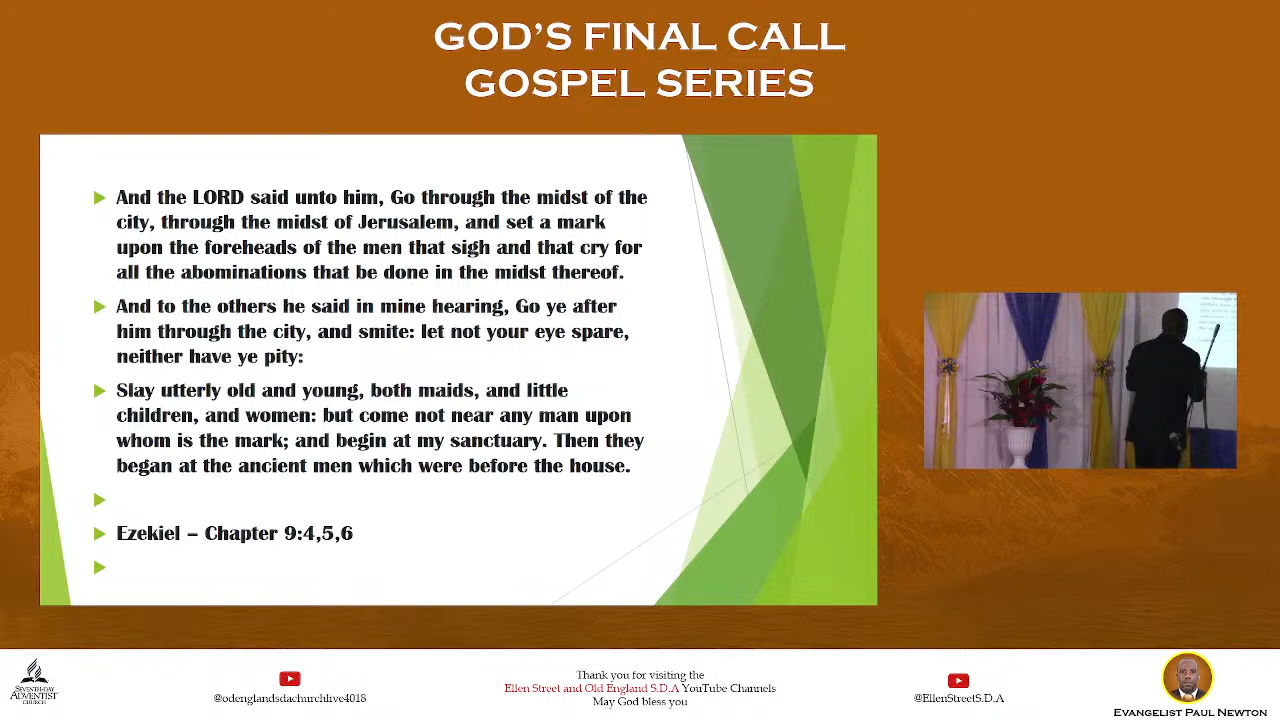 GOD'S FINAL CALL
GOSPEL SERIES
And the LORD said unto him, Go through the midst of the
city, through the midst of Jerusalem, and set a mark
upon the foreheads of the men that sigh and that cry for
all the abominations that be done in the midst thereof.
And to the others he said in mine hearing, Go ye after
him through the city, and smite: let not your eye spare,
neither have ye pity:
Slay utterly old and young, both maids, and little
children, and women: but come not near any man upon
whom is the mark; and begin at my sanctuary. Then they
began at the ancient men which were before the house.
Ezekiel – Chapter 9:4,5,6
SEVENTH-DAY
ADVENTIST
CHURCH
@odenglandsdachurchlive4018
Thank you for visiting the
Ellen Street and Old England S.D.A YouTube Channels
May God bless you
@EllenStreetS.D.A
EVANGELIST PAUL NEWTON